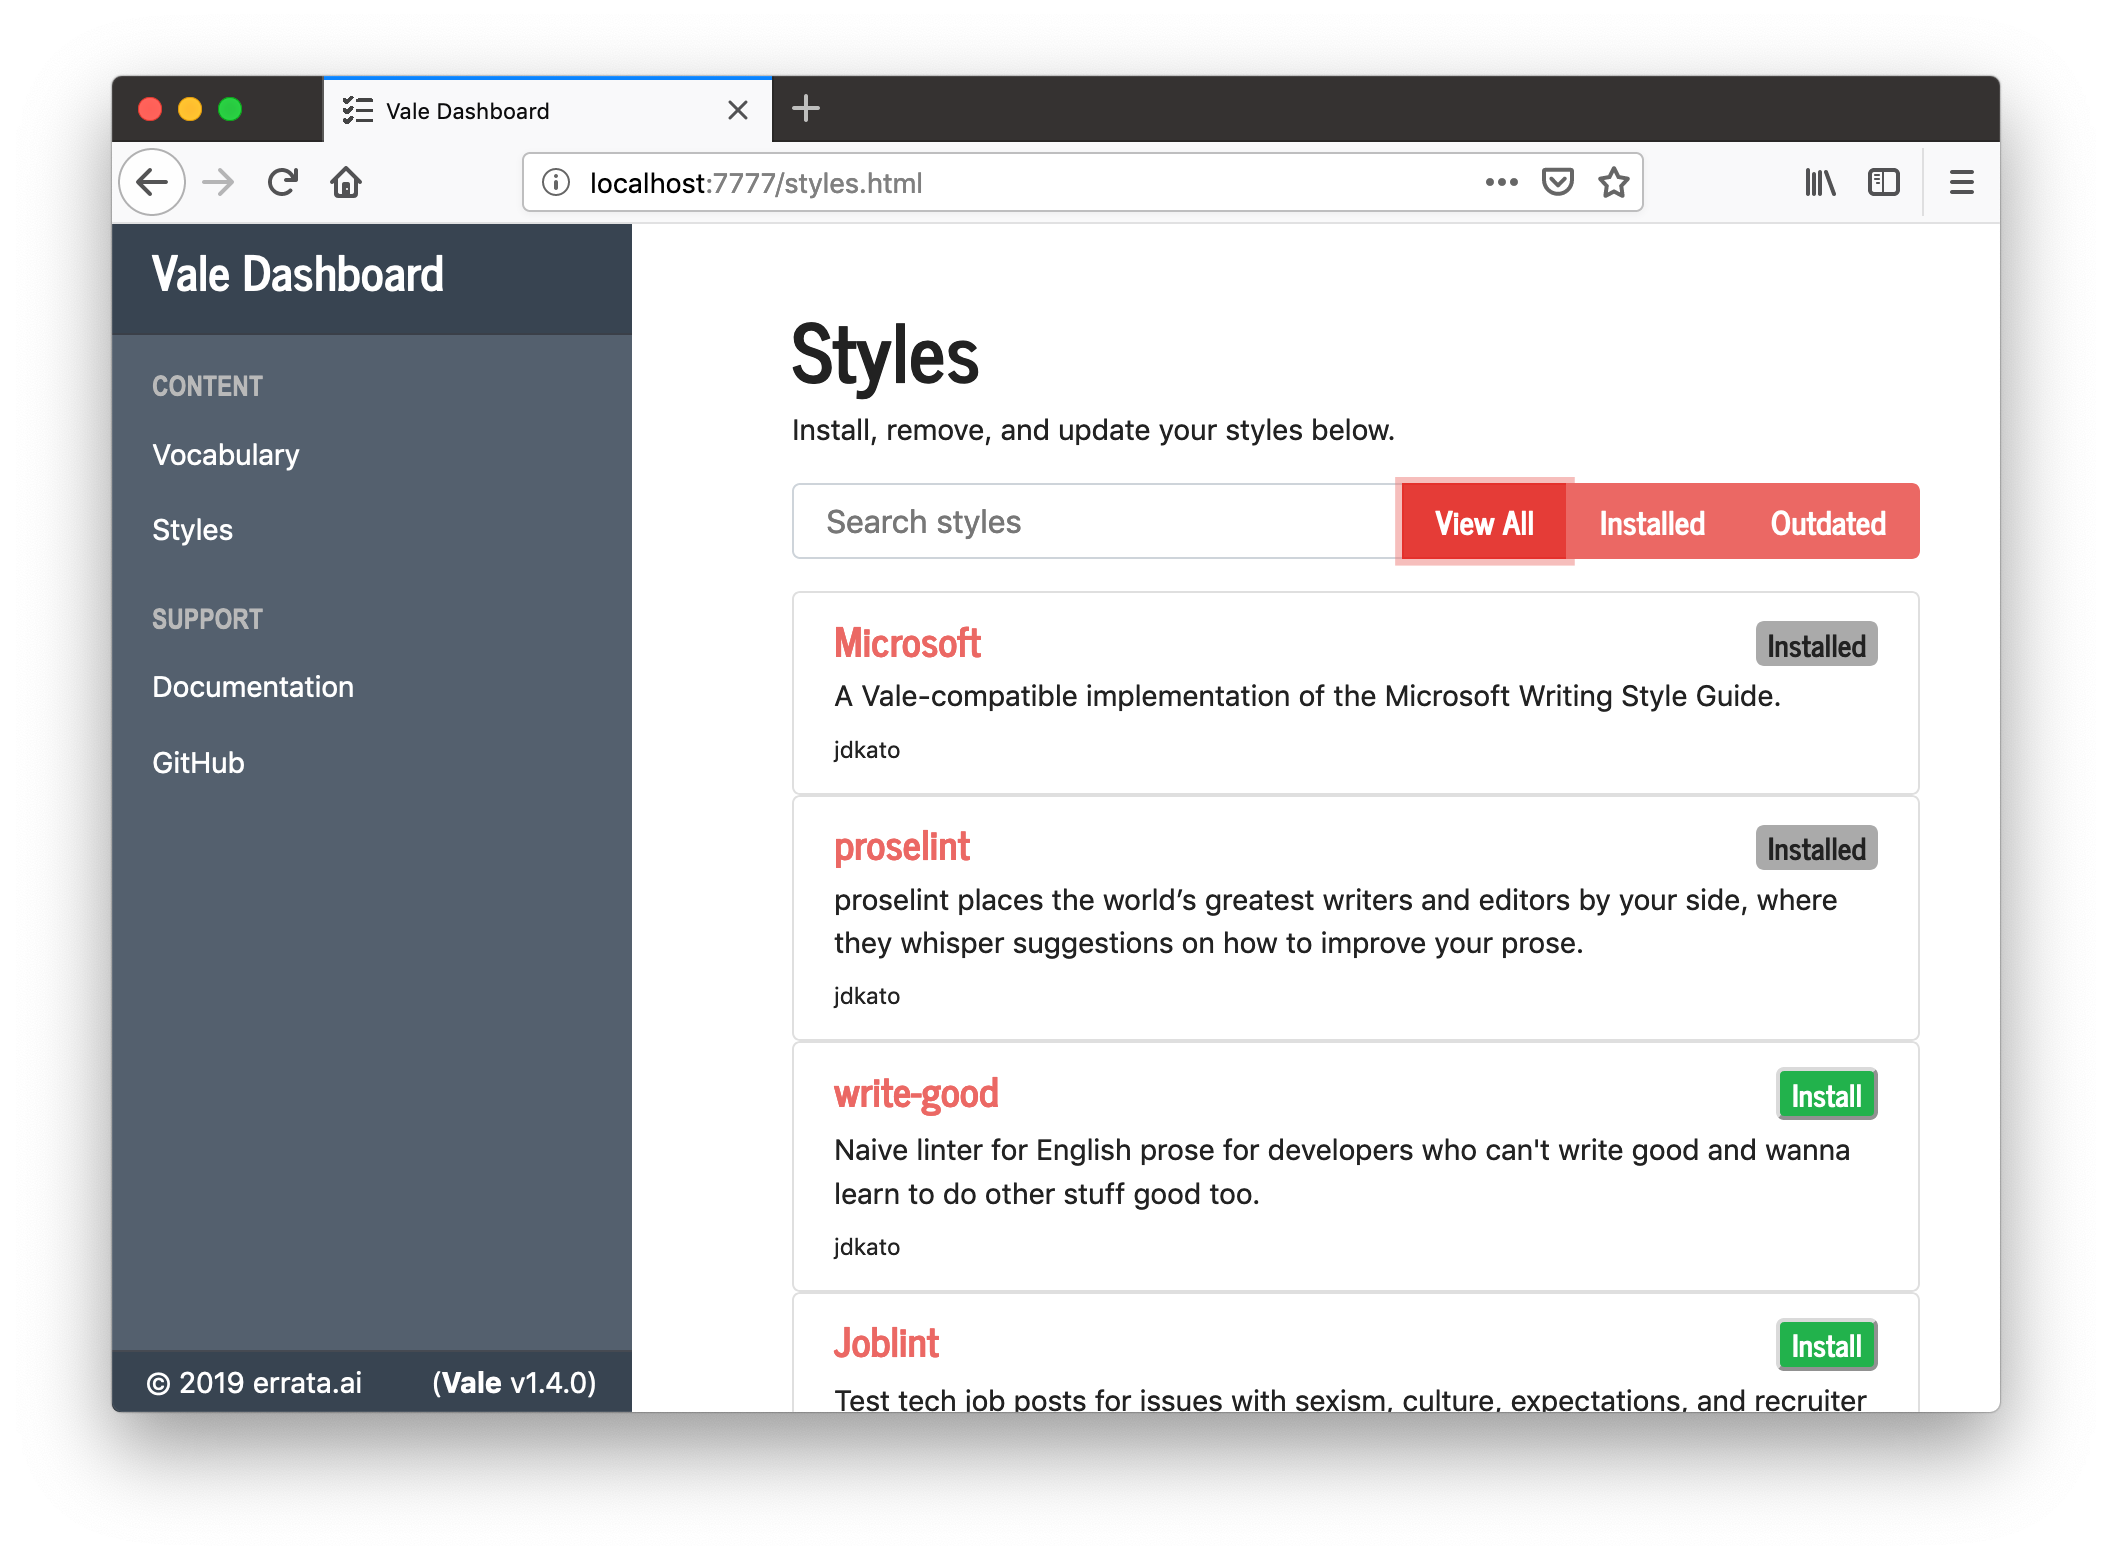 Vale Dashboard
localhost:7777/styles.html
Vale Dashboard
CONTENT
Vocabulary
Styles
SUPPORT
Documentation
GitHub
© 2019 errata.ai (Vale v1.4.0)
Styles
Install, remove, and update your styles below.
Search styles View All Installed Outdated
Microsoft Installed
A Vale-compatible implementation of the Microsoft Writing Style Guide.
jdkato
proselint Installed
proselint places the world’s greatest writers and editors by your side, where
they whisper suggestions on how to improve your prose.
jdkato
write-good Install
Naive linter for English prose for developers who can't write good and wanna
learn to do other stuff good too.
jdkato
Joblint Install
Test tech job posts for issues with sexism, culture, expectations, and recruiter